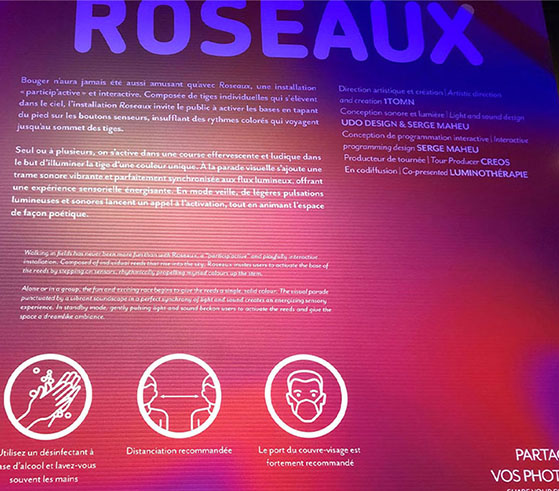 ROSEAUX
Bouger n'aura jamais été aussi amusant qu'avec Roseaux, une installation
« particip'active » et interactive. Composée de tiges individuelles qui s'élèvent
dans le ciel, l'installation Roseaux invite le public à activer les bases en tapant
du pied sur les boutons senseurs, insufflant des rythmes colorés qui voyagent
jusqu'au sommet des tiges.
Seul ou à plusieurs, on s'active dans une course effervescente et ludique dans
le but d'illuminer la tige d'une couleur unique. À la parade visuelle s'ajoute une
trame sonore vibrante et parfaitement synchronisée aux flux lumineux, offrant
une expérience sensorielle énergisante. En mode veille, de légères pulsations
lumineuses et sonores lancent un appel à l'activation, tout en animant l'espace
de façon poétique.
Walking in fields has never been more fun than with Roseaux, a "particip'active" and playfully interactive
installation. Composed of individual reeds that rise into the sky, Roseaux invites users to activate the base of
the reeds by stepping on sensors, rhythmically propelling myriad colours up the stem.
Alone or in a group, the fun and exciting race begins to give the reeds a single, solid colour. The visual parade
punctuated by a vibrant soundscape in a perfect synchrony of light and sound creates an energizing sensory
experience. In standby mode, gently pulsing light and sound beckon users to activate the reeds and give the
space a dreamlike ambiance.
Direction artistique et création | Artistic direction
and creation ITOMN
Conception sonore et lumière | Light and sound design
UDO DESIGN & SERGE MAHEU
Conception de programmation interactive | Interactive
programming design SERGE MAHEU
Producteur de tournée | Tour Producer CREOS
En codiffusion | Co-presented LUMINOTHÉRAPIE
Utilisez un désinfectant à
ase d'alcool et lavez-vous
souvent les mains
Distanciation recommandée
Le port du couvre-visage est
fortement recommandé
PARTA
VOS PHOT
SHARE YOUR